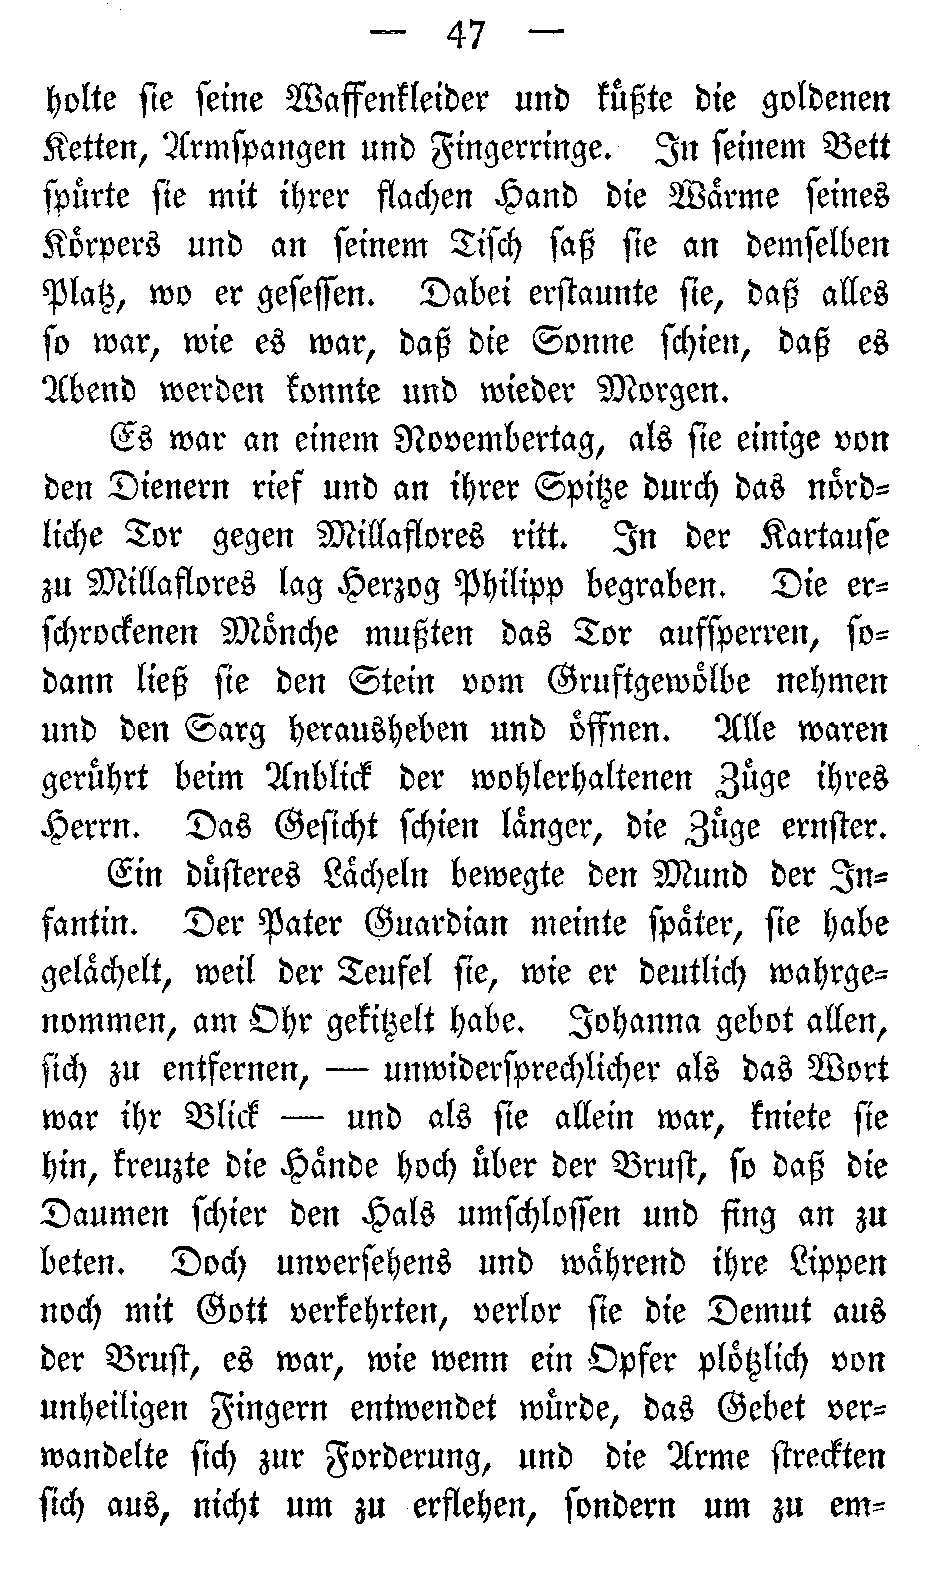 — 47 —
holte sie seine Waffenkleider und küßte die goldenen
Ketten, Armspangen und Fingerringe. In seinem Bett
spürte sie mit ihrer flachen Hand die Wärme seines
Körpers und an seinem Tisch saß sie an demselben
Platz, wo er gesessen. Dabei erstaunte sie, daß alles
so war, wie es war, daß die Sonne schien, daß es
Abend werden konnte und wieder Morgen.
Es war an einem Novembertag, als sie einige von
den Dienern rief und an ihrer Spitze durch das nörd-
liche Tor gegen Millaflores ritt. In der Kartause
zu Millaflores lag Herzog Philipp begraben. Die er-
schrockenen Mönche mußten das Tor aufsperren, so-
dann ließ sie den Stein vom Gruftgewölbe nehmen
und den Sarg herausheben und öffnen. Alle waren
gerührt beim Anblick der wohlerhaltenen Züge ihres
Herrn. Das Gesicht schien länger, die Züge ernster.
Ein düsteres Lächeln bewegte den Mund der In-
fantin. Der Pater Guardian meinte später, sie habe
gelächelt, weil der Teufel sie, wie er deutlich wahrge-
nommen, am Ohr gekitzelt habe. Johanna gebot allen,
sich zu entfernen, — unwidersprechlicher als das Wort
war ihr Blick — und als sie allein war, kniete sie
hin, kreuzte die Hände hoch über der Brust, so daß die
Daumen schier den Hals umschlossen und fing an zu
beten. Doch unversehens und während ihre Lippen
noch mit Gott verkehrten, verlor sie die Demut aus
der Brust, es war, wie wenn ein Opfer plötzlich von
unheiligen Fingern entwendet würde, das Gebet ver-
wandelte sich zur Forderung, und die Arme streckten
sich aus, nicht um zu erflehen, sondern um zu em-